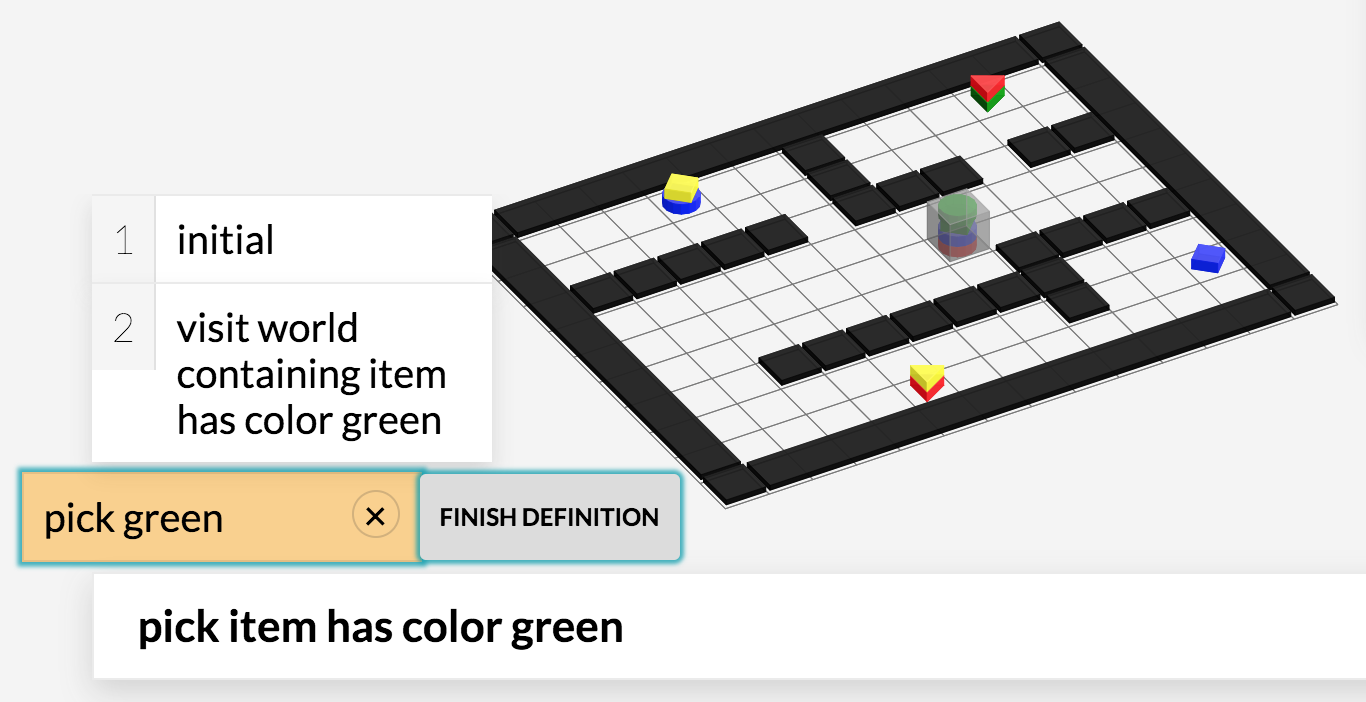 1 initial
2 visit world
containing item
has color green
pick green × FINISH DEFINITION
pick item has color green